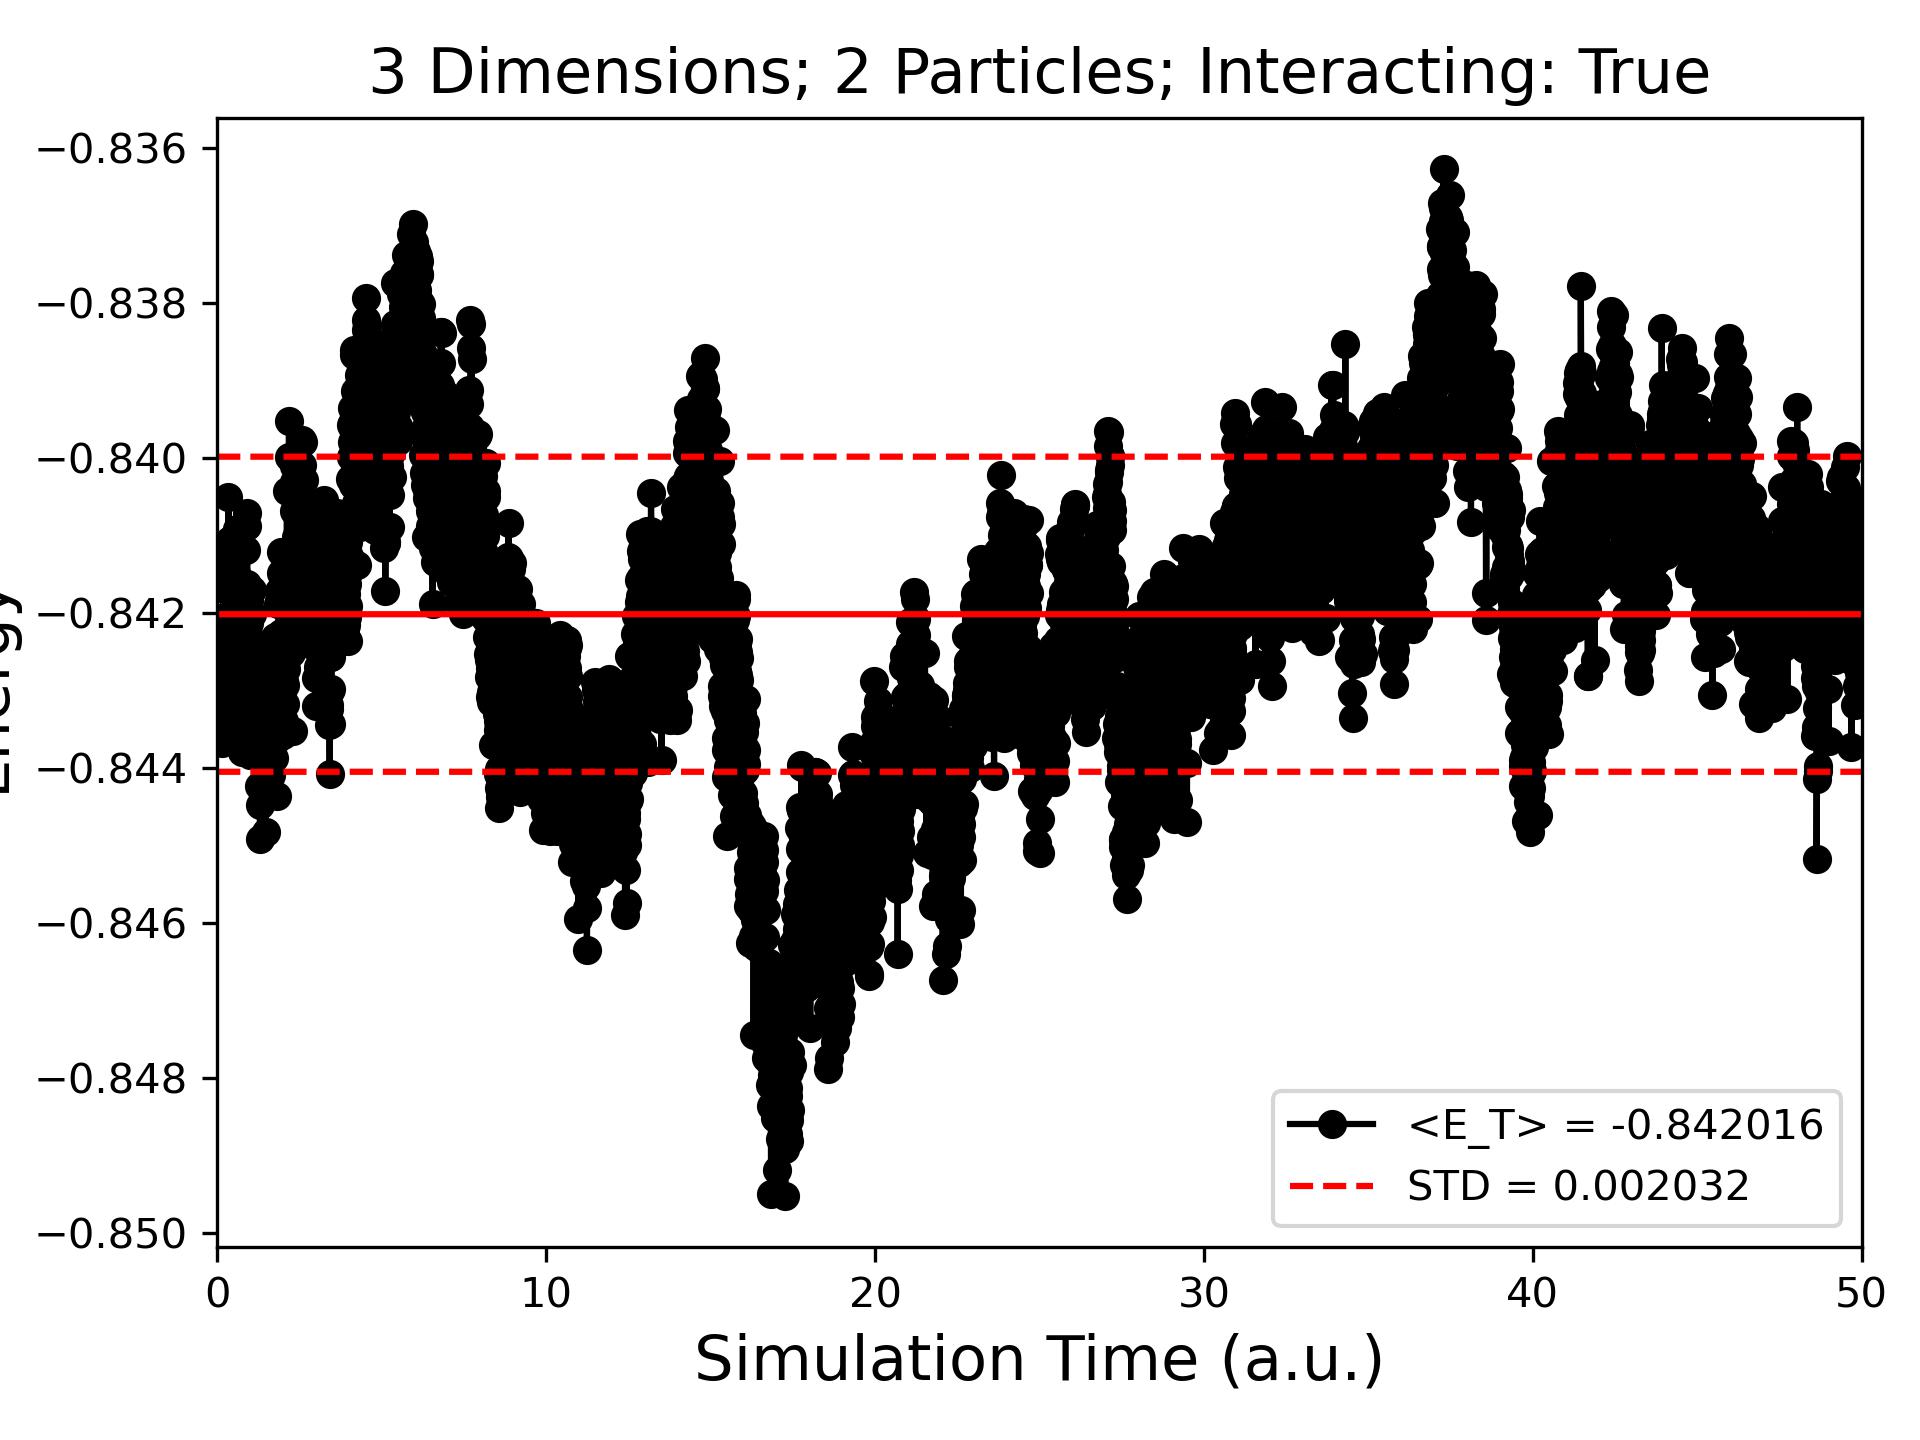 3 Dimensions; 2 Particles; Interacting: True
Energy
−0.836
−0.838
−0.840
−0.842
−0.844
−0.846
−0.848
−0.850
<E_T> = -0.842016
STD = 0.002032
0 10 20 30 40 50
Simulation Time (a.u.)